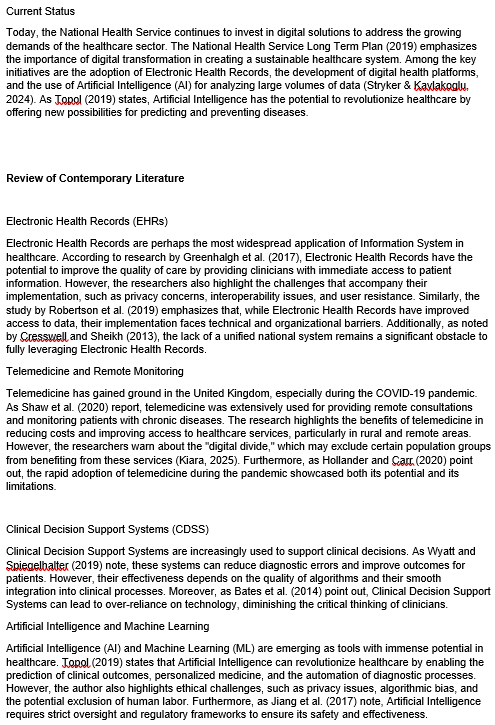 Current Status
Today, the National Health Service continues to invest in digital solutions to address the growing
demands of the healthcare sector. The National Health Service Long Term Plan (2019) emphasizes
the importance of digital transformation in creating a sustainable healthcare system. Among the key
initiatives are the adoption of Electronic Health Records, the development of digital health platforms,
and the use of Artificial Intelligence (AI) for analyzing large volumes of data (Stryker & Kavlakoglu,
2024). As Topol (2019) states, Artificial Intelligence has the potential to revolutionize healthcare by
offering new possibilities for predicting and preventing diseases.
Review of Contemporary Literature
Electronic Health Records (EHRs)
Electronic Health Records are perhaps the most widespread application of Information System in
healthcare. According to research by Greenhalgh et al. (2017), Electronic Health Records have the
potential to improve the quality of care by providing clinicians with immediate access to patient
information. However, the researchers also highlight the challenges that accompany their
implementation, such as privacy concerns, interoperability issues, and user resistance. Similarly, the
study by Robertson et al. (2019) emphasizes that, while Electronic Health Records have improved
access to data, their implementation faces technical and organizational barriers. Additionally, as noted
by Cresswell and Sheikh (2013), the lack of a unified national system remains a significant obstacle to
fully leveraging Electronic Health Records.
Telemedicine and Remote Monitoring
Telemedicine has gained ground in the United Kingdom, especially during the COVID-19 pandemic.
As Shaw et al. (2020) report, telemedicine was extensively used for providing remote consultations
and monitoring patients with chronic diseases. The research highlights the benefits of telemedicine in
reducing costs and improving access to healthcare services, particularly in rural and remote areas.
However, the researchers warn about the "digital divide," which may exclude certain population groups
from benefiting from these services (Kiara, 2025). Furthermore, as Hollander and Carr (2020) point
out, the rapid adoption of telemedicine during the pandemic showcased both its potential and its
limitations.
Clinical Decision Support Systems (CDSS)
Clinical Decision Support Systems are increasingly used to support clinical decisions. As Wyatt and
Spiegelhalter (2019) note, these systems can reduce diagnostic errors and improve outcomes for
patients. However, their effectiveness depends on the quality of algorithms and their smooth
integration into clinical processes. Moreover, as Bates et al. (2014) point out, Clinical Decision Support
Systems can lead to over-reliance on technology, diminishing the critical thinking of clinicians.
Artificial Intelligence and Machine Learning
Artificial Intelligence (AI) and Machine Learning (ML) are emerging as tools with immense potential in
healthcare. Topol (2019) states that Artificial Intelligence can revolutionize healthcare by enabling the
prediction of clinical outcomes, personalized medicine, and the automation of diagnostic processes.
However, the author also highlights ethical challenges, such as privacy issues, algorithmic bias, and
the potential exclusion of human labor. Furthermore, as Jiang et al. (2017) note, Artificial Intelligence
requires strict oversight and regulatory frameworks to ensure its safety and effectiveness.